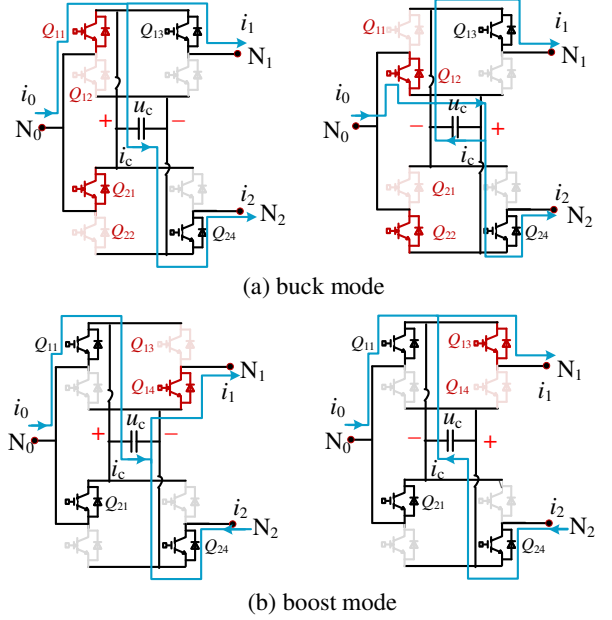 Q11 Q13 i1
N1
Q12
i0
N0
+ uc −
ic
Q21
Q22
i2
N2
Q24
Q11 Q13 i1
N1
Q12
i0
N0
− uc +
ic
Q21
Q22
i2
N2
Q24
(a) buck mode
Q11 Q13
N1
Q14 i1
i0
N0
+ uc −
ic
Q21
i2
N2
Q24
Q11 Q13
N1
Q14 i1
i0
N0
− uc +
ic
Q21
i2
N2
Q24
(b) boost mode